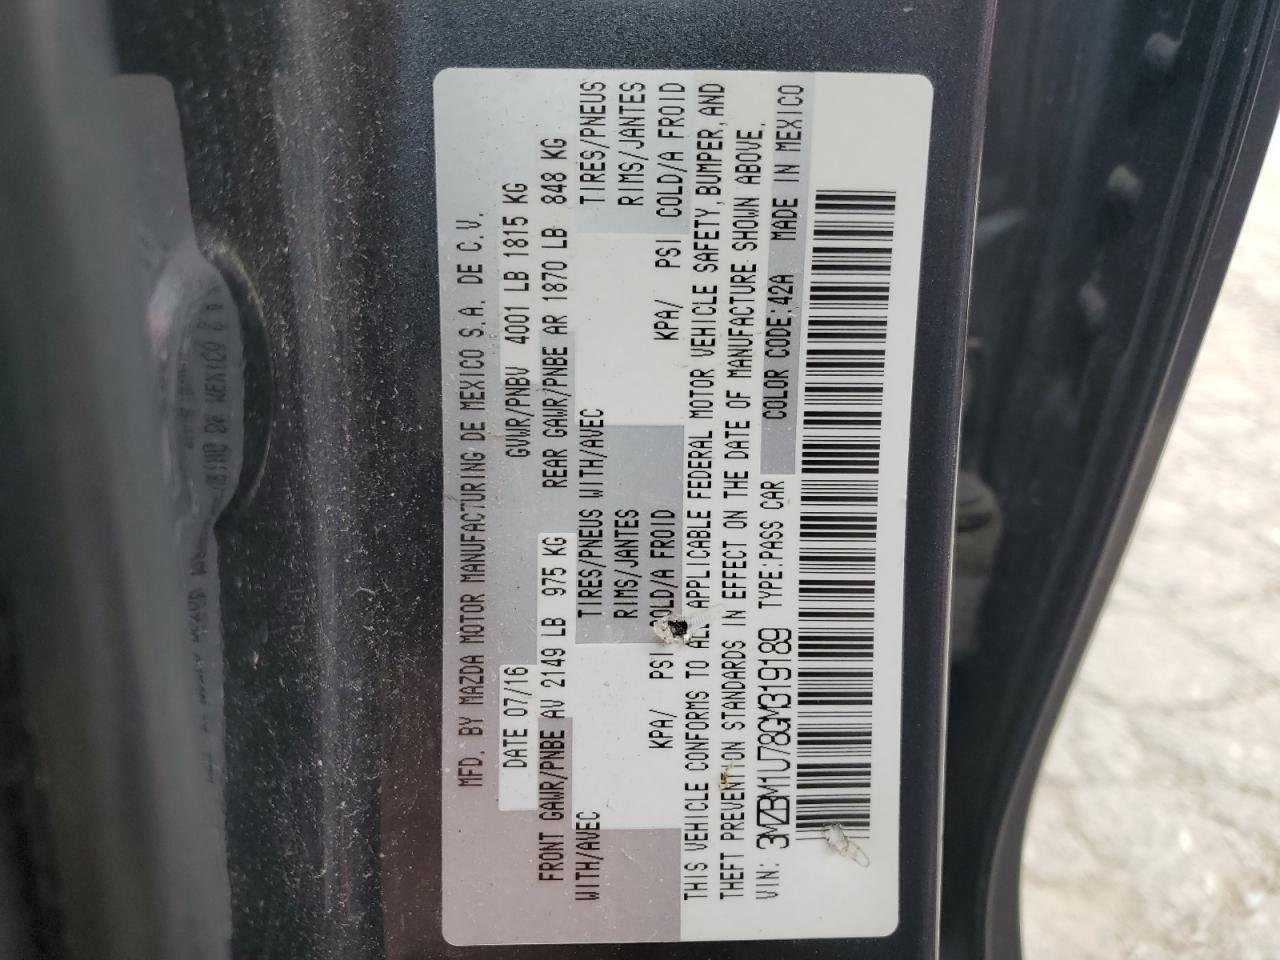 MFD. BY MAZDA MOTOR MANUFACTURING DE MEXICO S.A. DE C.V.
DATE 07/16 GVWR/PNBV 4001 LB 1815 KG
FRONT GAWR/PNBE AV 2149 LB 975 KG REAR GAWR/PNBE AR 1870 LB 848 KG
WITH/AVEC TIRES/PNEUS WITH/AVEC TIRES/PNEUS
RIMS/JANTES RIMS/JANTES
KPA/ PSI COLD/A FROID KPA/ PSI COLD/A FROID
THIS VEHICLE CONFORMS TO ALL APPLICABLE FEDERAL MOTOR VEHICLE SAFETY, BUMPER, AND
THEFT PREVENTION STANDARDS IN EFFECT ON THE DATE OF MANUFACTURE SHOWN ABOVE.
VIN: 3MZBM1U78GM319189 TYPE:PASS CAR COLOR CODE:42A MADE IN MEXICO